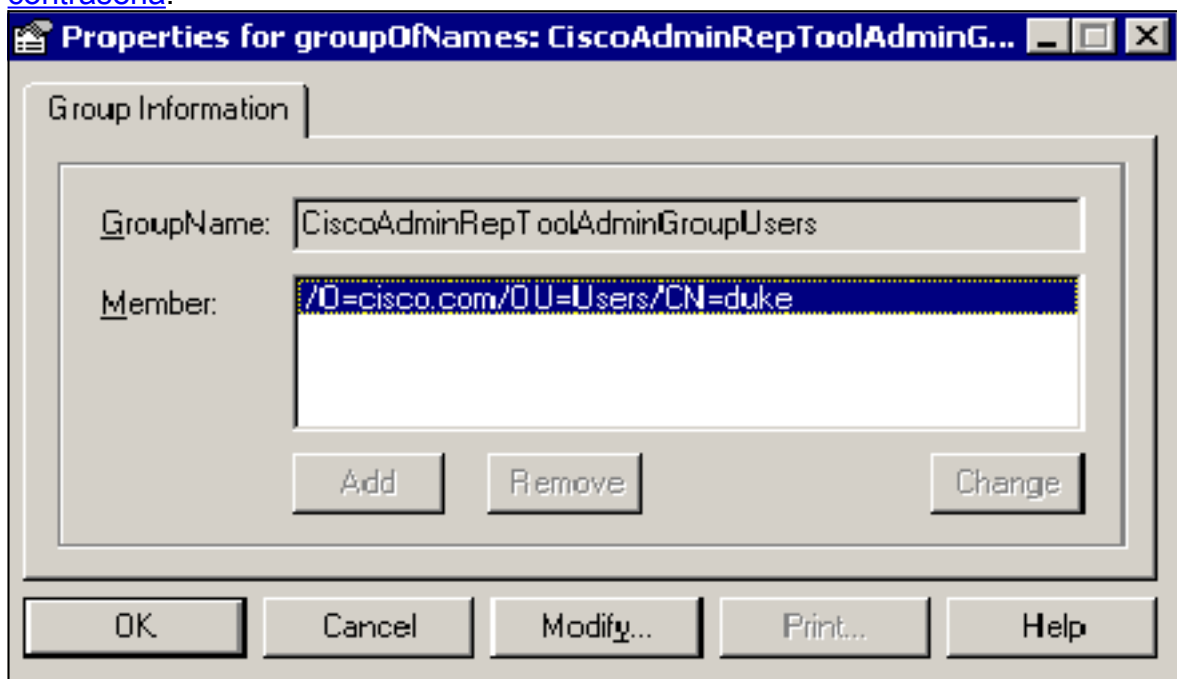 contraseña.
Properties for groupOfNames: CiscoAdminRepToolAdminG...
Group Information
GroupName: CiscoAdminRepToolAdminGroupUsers
Member: /O=cisco.com/OU=Users/CN=duke
Add Remove Change
OK Cancel Modify... Print... Help